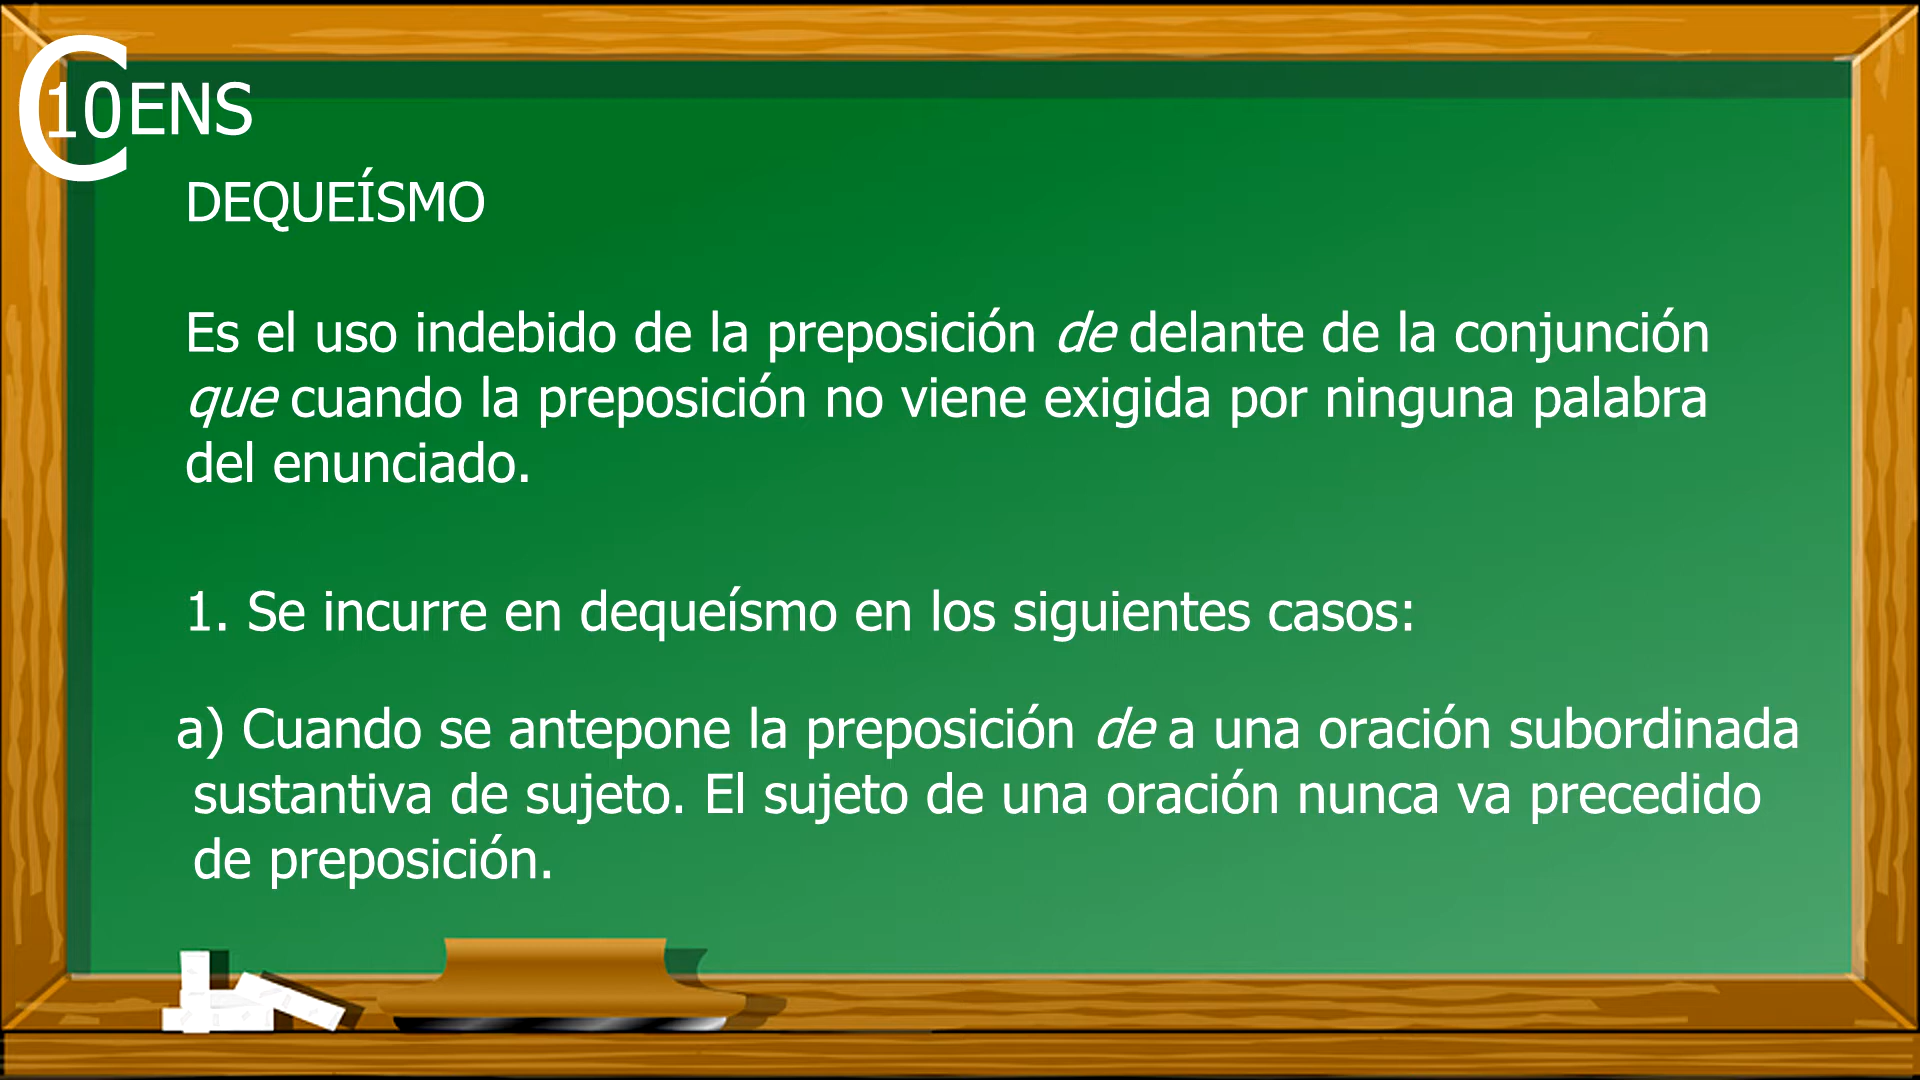 C10ENS
DEQUEÍSMO
Es el uso indebido de la preposición de delante de la conjunción
que cuando la preposición no viene exigida por ninguna palabra
del enunciado.
1. Se incurre en dequeísmo en los siguientes casos:
a) Cuando se antepone la preposición de a una oración subordinada
sustantiva de sujeto. El sujeto de una oración nunca va precedido
de preposición.